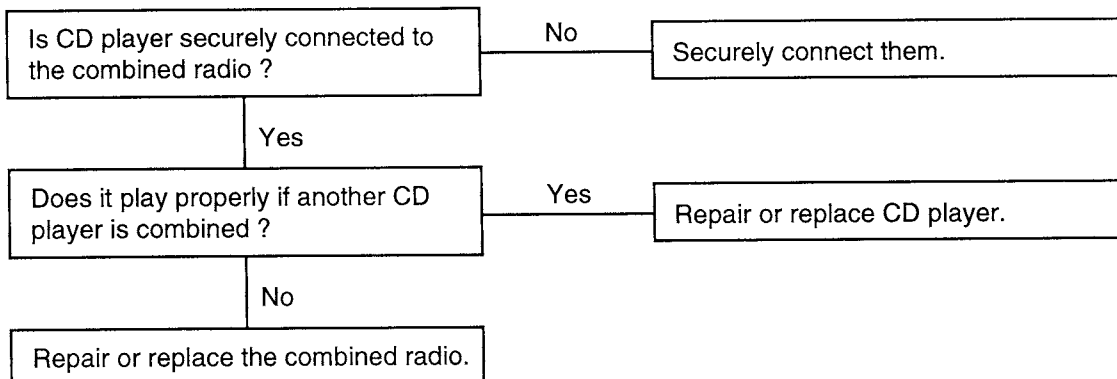 Is CD player securely connected to
the combined radio ?
No
Securely connect them.
Yes
Does it play properly if another CD
player is combined ?
Yes
Repair or replace CD player.
No
Repair or replace the combined radio.